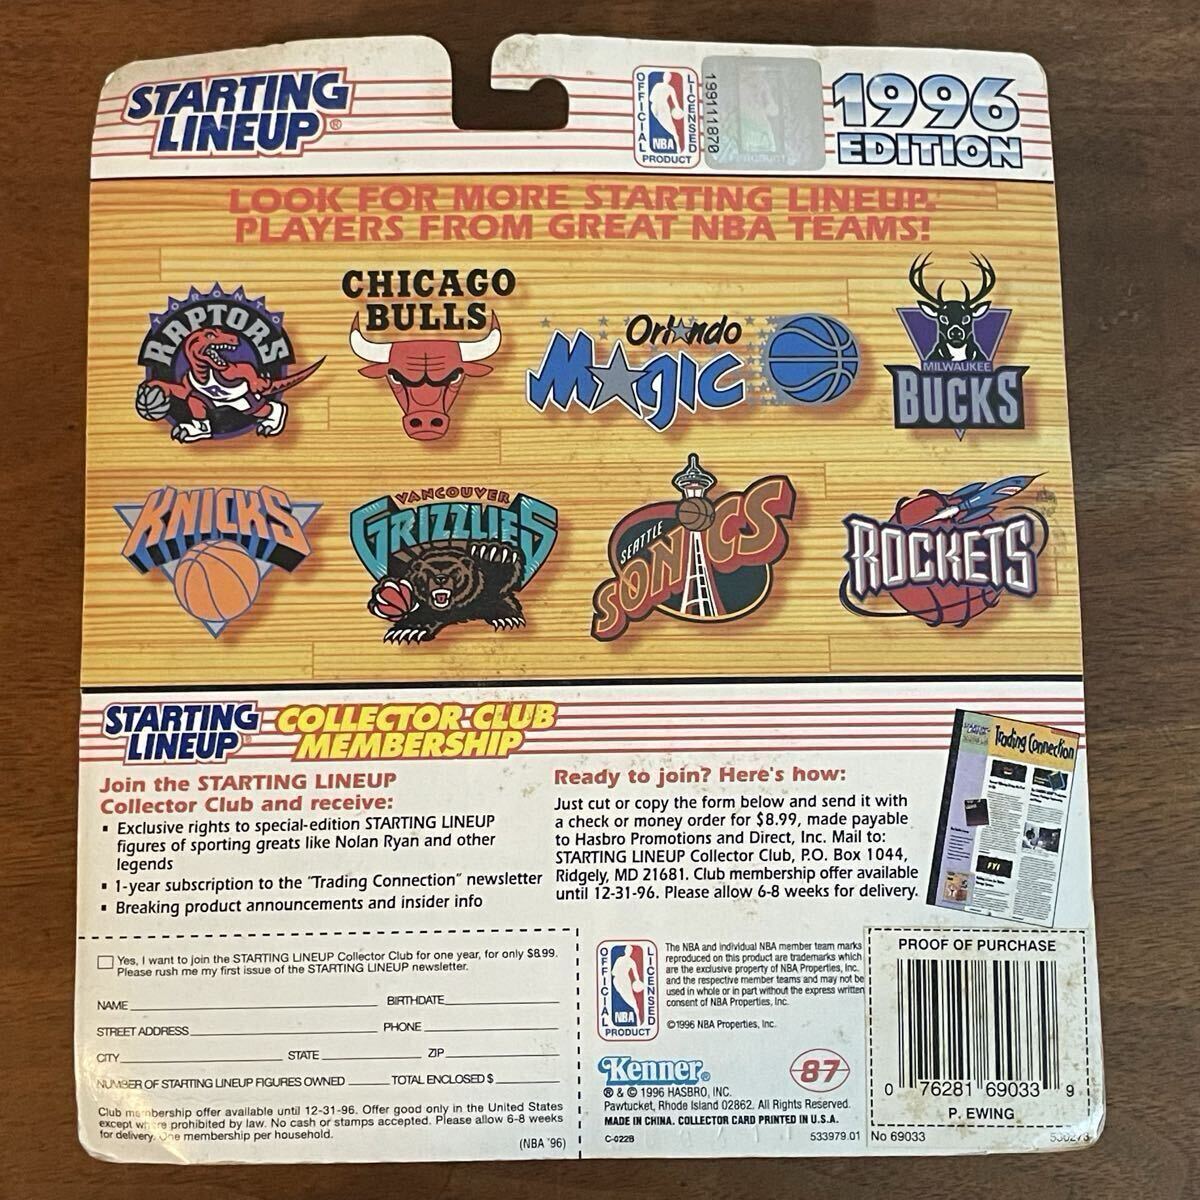 STARTING
LINEUP®
OFFICIAL
LICENSED
NBA
PRODUCT
199111870
1996
EDITION
LOOK FOR MORE STARTING LINEUP®
PLAYERS FROM GREAT NBA TEAMS!
TORONTO
RAPTORS
CHICAGO
BULLS
Orlando
MAGIC
MILWAUKEE
BUCKS
KNICKS
VANCOUVER
GRIZZLIES
SEATTLE
SONICS
ROCKETS
STARTING
LINEUP®
COLLECTOR CLUB
MEMBERSHIP
Join the STARTING LINEUP
Collector Club and receive:
▪ Exclusive rights to special-edition STARTING LINEUP
figures of sporting greats like Nolan Ryan and other
legends
▪ 1-year subscription to the "Trading Connection" newsletter
▪ Breaking product announcements and insider info
Ready to join? Here's how:
Just cut or copy the form below and send it with
a check or money order for $8.99, made payable
to Hasbro Promotions and Direct, Inc. Mail to:
STARTING LINEUP Collector Club, P.O. Box 1044,
Ridgely, MD 21681. Club membership offer available
until 12-31-96. Please allow 6-8 weeks for delivery.
Trading Connection
FYI
Yes, I want to join the STARTING LINEUP Collector Club for one year, for only $8.99.
Please rush me my first issue of the STARTING LINEUP newsletter.
NAME BIRTHDATE
STREET ADDRESS PHONE
CITY STATE ZIP
NUMBER OF STARTING LINEUP FIGURES OWNED TOTAL ENCLOSED $
Club membership offer available until 12-31-96. Offer good only in the United States
except where prohibited by law. No cash or stamps accepted. Please allow 6-8 weeks
for delivery. One membership per household.
(NBA '96)
OFFICIAL
LICENSED
NBA
PRODUCT
The NBA and individual NBA member team marks
reproduced on this product are trademarks which
are the exclusive property of NBA Properties, Inc.
and the respective member teams and may not be
used in whole or in part without the express written
consent of NBA Properties, Inc.
©1996 NBA Properties, Inc.
Kenner®
87
® & © 1996 HASBRO, INC.
Pawtucket, Rhode Island 02862. All Rights Reserved.
MADE IN CHINA. COLLECTOR CARD PRINTED IN U.S.A.
C-022B 533979.01
PROOF OF PURCHASE
0 76281 69033 9
P. EWING
No 69033